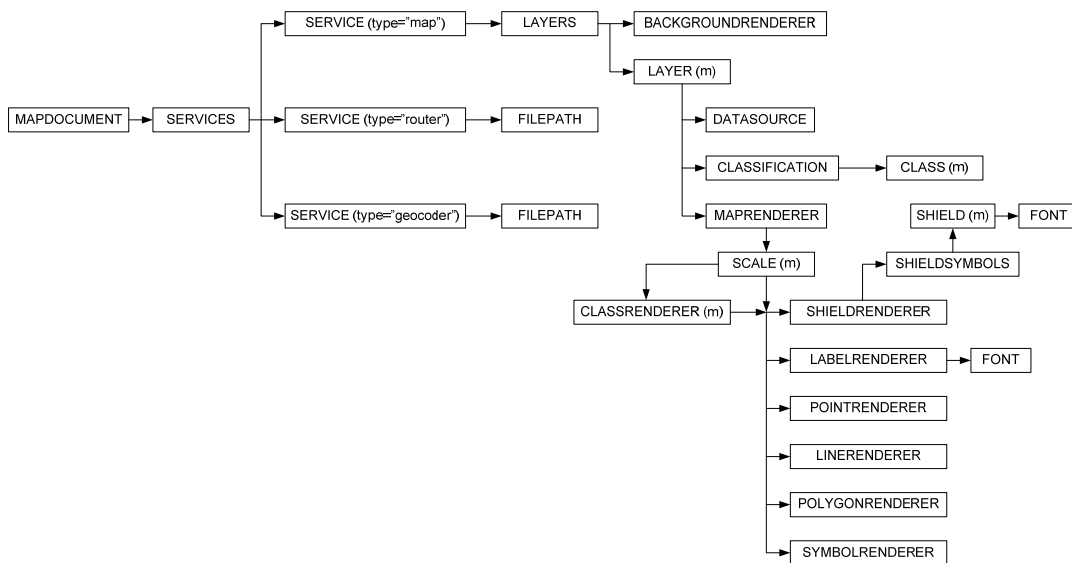 SERVICE (type="map")
LAYERS
BACKGROUNDRENDERER
LAYER (m)
MAPDOCUMENT
SERVICES
SERVICE (type="router")
FILEPATH
DATASOURCE
CLASSIFICATION
CLASS (m)
SERVICE (type="geocoder")
FILEPATH
MAPRENDERER
SHIELD (m)
FONT
SCALE (m)
SHIELDSYMBOLS
CLASSRENDERER (m)
SHIELDRENDERER
LABELRENDERER
FONT
POINTRENDERER
LINERENDERER
POLYGONRENDERER
SYMBOLRENDERER